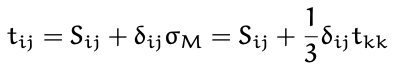 t_{ij} = S_{ij} + δ_{ij}σ_M = S_{ij} + \frac{1}{3}δ_{ij}t_{kk}